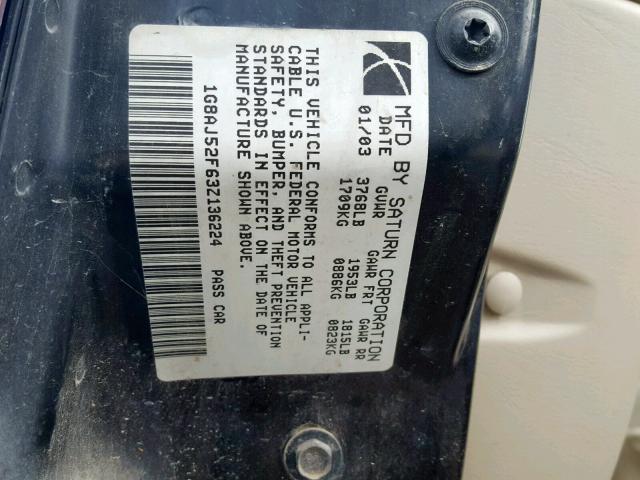 MFD BY SATURN CORPORATION
DATE GVWR GAWR FRT GAWR RR
01/03 3768LB 1953LB 1815LB
1709KG 0886KG 0823KG
THIS VEHICLE CONFORMS TO ALL APPLI-
CABLE U.S. FEDERAL MOTOR VEHICLE
SAFETY, BUMPER, AND THEFT PREVENTION
STANDARDS IN EFFECT ON THE DATE OF
MANUFACTURE SHOWN ABOVE.
1G8AJ52F63Z136224 PASS CAR